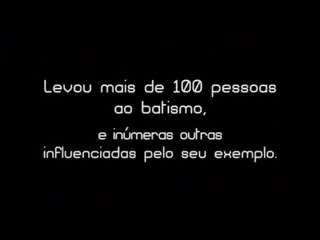 Levou mais de 100 pessoas
ao batismo,
e inúmeras outras
influenciadas pelo seu exemplo.